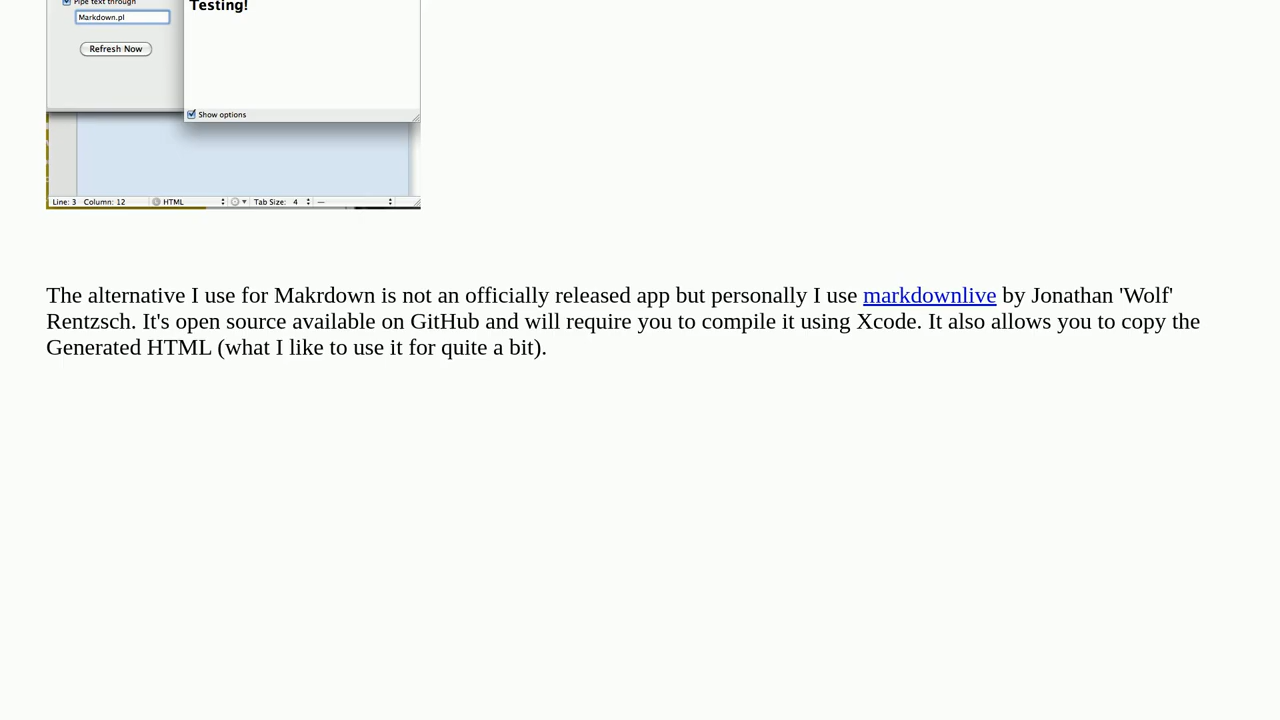 Pipe text through
Testing!
Markdown.pl
Refresh Now
Show options
Line: 3 Column: 12 HTML Tab Size: 4 —
The alternative I use for Makrdown is not an officially released app but personally I use markdownlive by Jonathan 'Wolf'
Rentzsch. It's open source available on GitHub and will require you to compile it using Xcode. It also allows you to copy the
Generated HTML (what I like to use it for quite a bit).